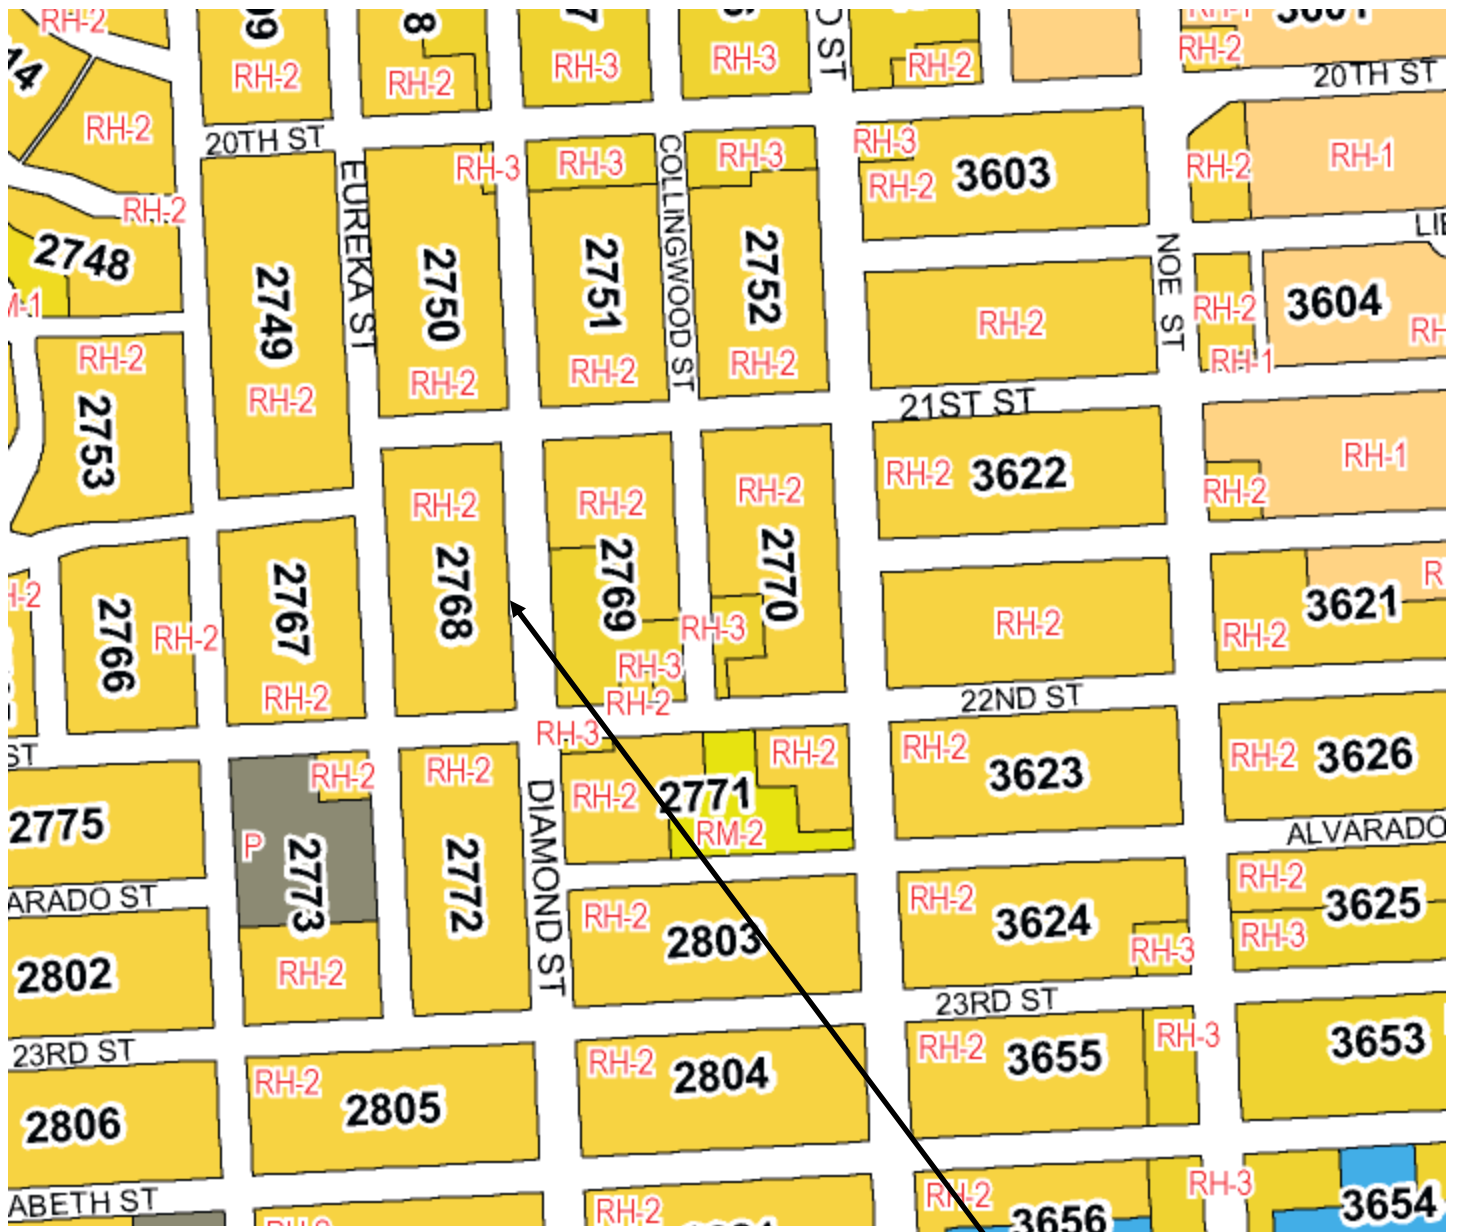 RH-2
RH-2
RH-2
RH-3
RH-3
RH-2
RH-2
20TH ST
RH-2
20TH ST
EUREKA ST
RH-3
RH-3
COLLINGWOOD ST
RH-3
RH-3
RH-2
3603
RH-2
RH-1
RH-2
2748
2749
2750
2751
2752
RH-2
NOE ST
RH-2
3604
RH-1
2753
RH-2
RH-2
RH-2
RH-2
RH-2
21ST ST
RH-2
3622
RH-1
RH-2
RH-2
2768
RH-2
2769
RH-2
2770
2766
RH-2
2767
RH-2
RH-3
RH-3
RH-2
RH-2
3621
RH-2
22ND ST
RH-3
RH-2
RH-2
2771
RM-2
RH-2
RH-2
3623
RH-2
3626
2775
P
RH-2
2773
RH-2
2772
DIAMOND ST
ALVARADO
ARADO ST
2802
RH-2
2803
RH-2
3624
RH-3
RH-2
3625
RH-3
23RD ST
23RD ST
2806
RH-2
2805
RH-2
2804
RH-2
3655
RH-3
3653
ABETH ST
RH-2
RH-2
3656
RH-3
3654